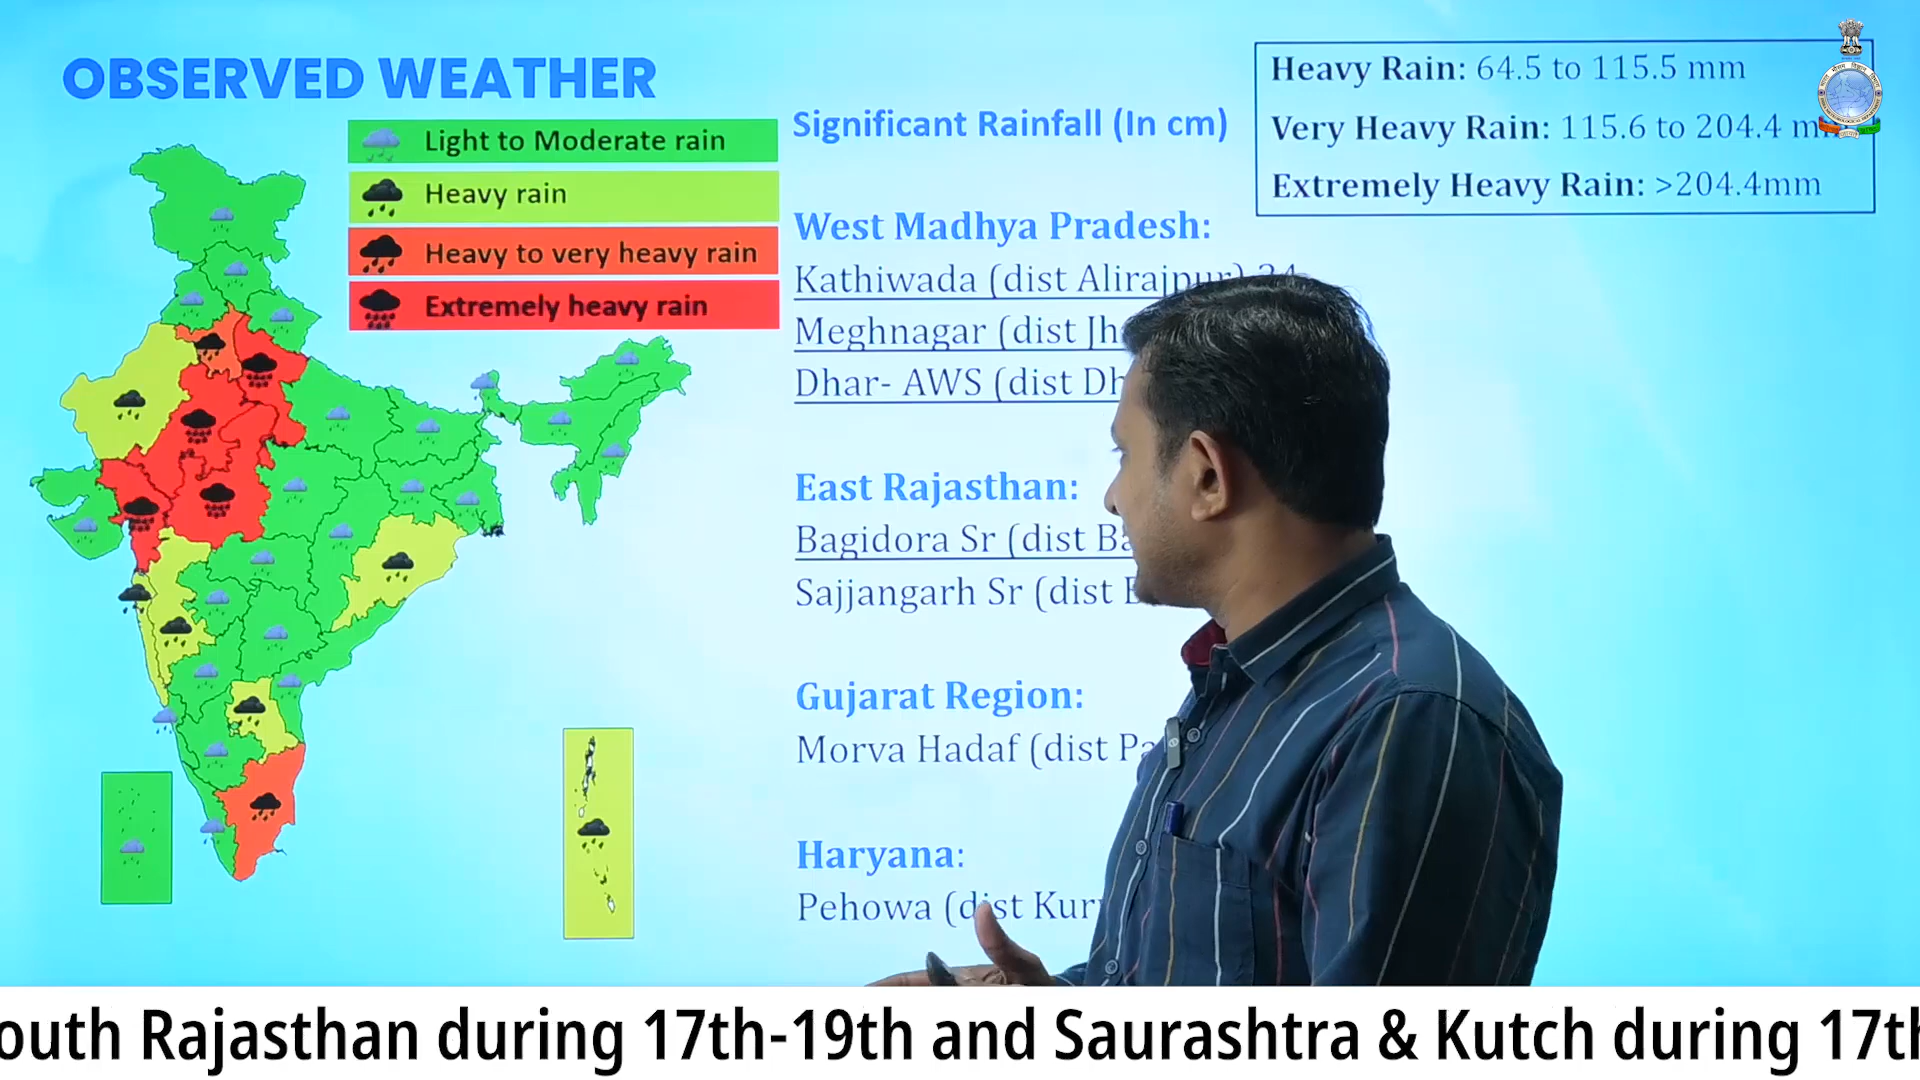 OBSERVED WEATHER
Light to Moderate rain
Heavy rain
Heavy to very heavy rain
Extremely heavy rain
Significant Rainfall (In cm)
West Madhya Pradesh:
Kathiwada (dist Alirajpur)
Meghnagar (dist
Dhar- AWS (dist
East Rajasthan:
Bagidora Sr (dist
Sajjangarh Sr (dist
Gujarat Region:
Morva Hadaf (dist
Haryana:
Pehowa (dist
Heavy Rain: 64.5 to 115.5 mm
Very Heavy Rain: 115.6 to 204.4
Extremely Heavy Rain: >204.4mm
Rajasthan during 17th-19th and Saurashtra & Kutch during